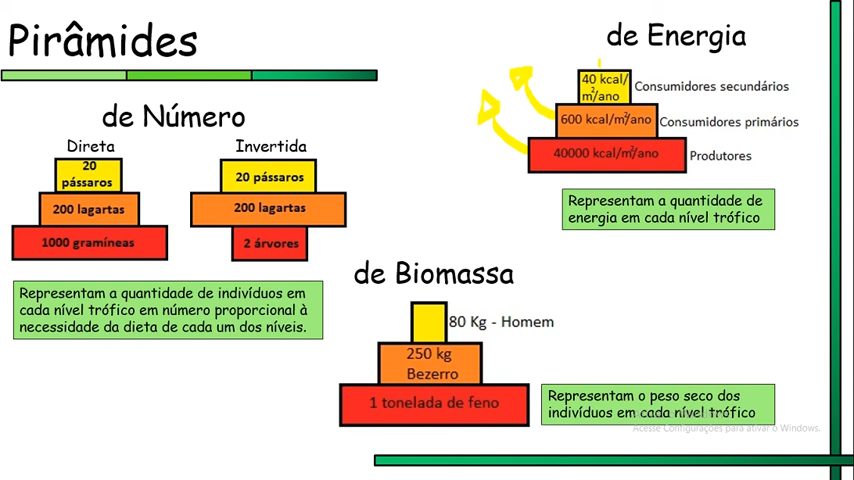 Pirâmides
de Número
Direta
20
pássaros
200 lagartas
1000 gramíneas
Invertida
20 pássaros
200 lagartas
2 árvores
Representam a quantidade de indivíduos em
cada nível trófico em número proporcional à
necessidade da dieta de cada um dos níveis.
de Energia
40 kcal/
m²/ano
Consumidores secundários
600 kcal/m²/ano
Consumidores primários
40000 kcal/m²/ano
Produtores
Representam a quantidade de
energia em cada nível trófico
de Biomassa
80 Kg - Homem
250 kg
Bezerro
1 tonelada de feno
Representam o peso seco dos
indivíduos em cada nível trófico
Acesse Configurações para ativar o Windows.